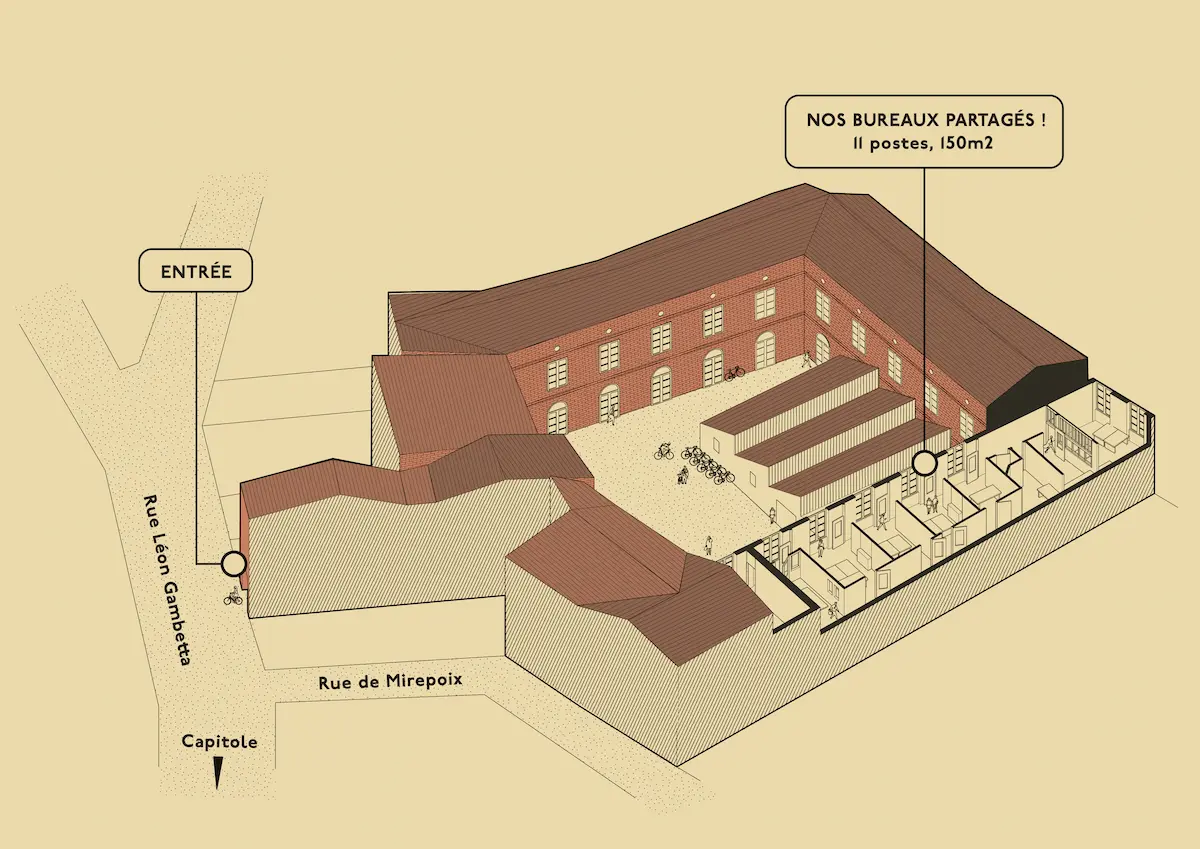 NOS BUREAUX PARTAGÉS !
11 postes, 150m2
ENTRÉE
Rue Léon Gambetta
Rue de Mirepoix
Capitole